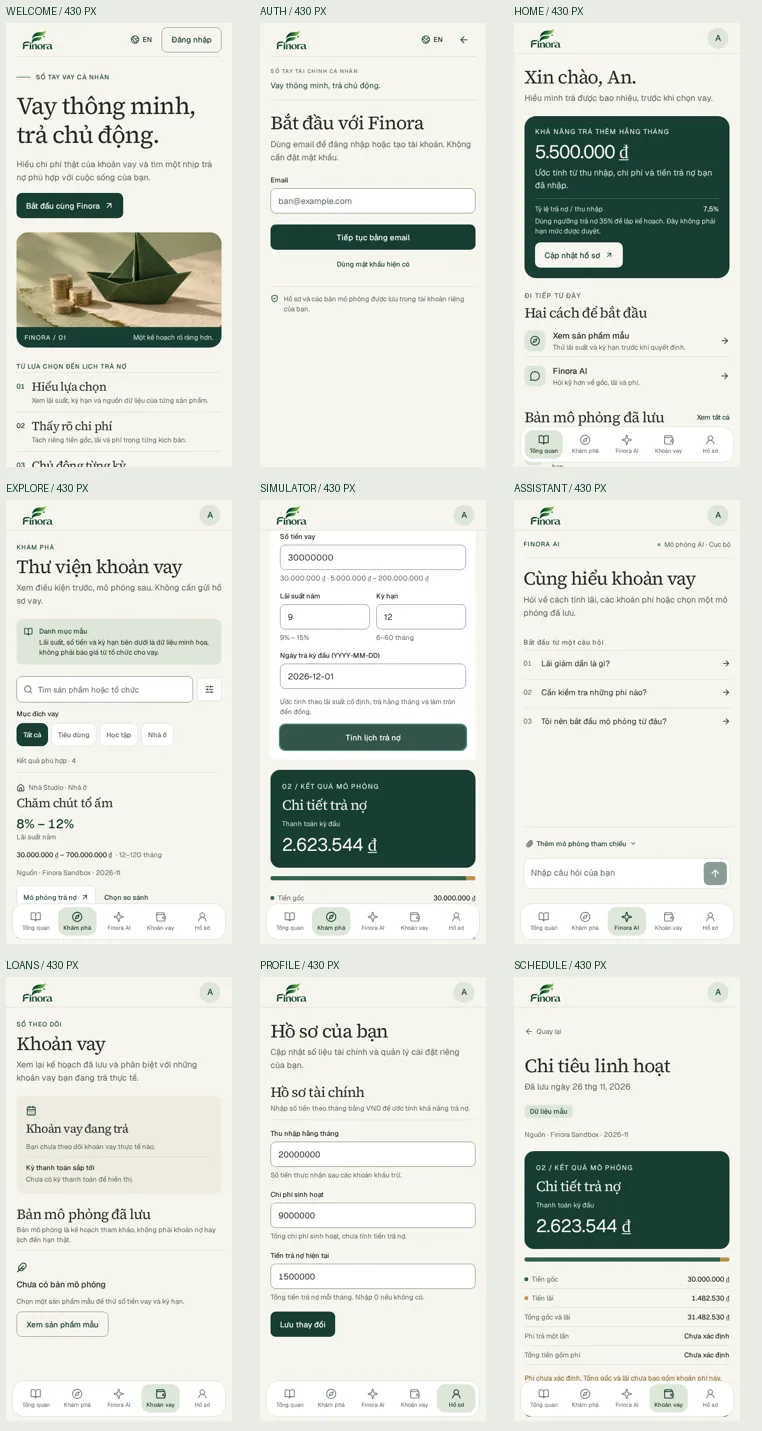 WELCOME / 430 PX
Finora
EN
Đăng nhập
SỔ TAY VAY CÁ NHÂN
Vay thông minh,
trả chủ động.
Hiểu chi phí thật của khoản vay và tìm một nhịp trả
nợ phù hợp với cuộc sống của bạn.
Bắt đầu cùng Finora
FINORA / 01
Một kế hoạch rõ ràng hơn.
TỪ LỰA CHỌN ĐẾN LỊCH TRẢ NỢ
01 Hiểu lựa chọn
Xem lãi suất, kỳ hạn và nguồn dữ liệu của từng sản phẩm.
02 Thấy rõ chi phí
Tách riêng tiền gốc, lãi và phí trong từng kịch bản.
03 Chủ động từng kỳ
AUTH / 430 PX
Finora
EN
SỔ TAY TÀI CHÍNH CÁ NHÂN
Vay thông minh, trả chủ động.
Bắt đầu với Finora
Dùng email để đăng nhập hoặc tạo tài khoản. Không
cần đặt mật khẩu.
Email
ban@example.com
Tiếp tục bằng email
Dùng mật khẩu hiện có
Hồ sơ và các bản mô phỏng được lưu trong tài khoản riêng
của bạn.
HOME / 430 PX
Finora
A
Xin chào, An.
Hiểu mình trả được bao nhiêu, trước khi chọn vay.
KHẢ NĂNG TRẢ THÊM HẰNG THÁNG
5.500.000 ₫
Ước tính từ thu nhập, chi phí và tiền trả nợ bạn
đã nhập.
Tỷ lệ trả nợ / thu nhập
7,5%
Dùng ngưỡng trả nợ 35% để lập kế hoạch. Đây không phải
hạn mức được duyệt.
Cập nhật hồ sơ
ĐI TIẾP TỪ ĐÂY
Hai cách để bắt đầu
Xem sản phẩm mẫu
Thử lãi suất và kỳ hạn trước khi quyết định.
Finora AI
Hỏi kỹ hơn về gốc, lãi và phí.
Bản mô phỏng đã lưu
Xem tất cả
Tổng quan
Khám phá
Finora AI
Khoản vay
Hồ sơ
EXPLORE / 430 PX
Finora
A
KHÁM PHÁ
Thư viện khoản vay
Xem điều kiện trước, mô phỏng sau. Không cần gửi hồ
sơ vay.
Danh mục mẫu
Lãi suất, số tiền và kỳ hạn bên dưới là dữ liệu minh họa,
không phải báo giá từ tổ chức cho vay.
Tìm sản phẩm hoặc tổ chức
Mục đích vay
Tất cả
Tiêu dùng
Học tập
Nhà ở
Kết quả phù hợp · 4
Nhà Studio · Nhà ở
Chăm chút tổ ấm
8% – 12%
Lãi suất năm
30.000.000 ₫ – 700.000.000 ₫ · 12–120 tháng
Nguồn · Finora Sandbox · 2026-11
Mô phỏng trả nợ
Chọn so sánh
Tổng quan
Khám phá
Finora AI
Khoản vay
Hồ sơ
SIMULATOR / 430 PX
Finora
A
Số tiền vay
30000000
30.000.000 ₫ · 5.000.000 ₫ – 200.000.000 ₫
Lãi suất năm
Kỳ hạn
9
12
9% – 15%
6–60 tháng
Ngày trả kỳ đầu (YYYY-MM-DD)
2026-12-01
Ước tính theo lãi suất cố định, trả hằng tháng và làm tròn
đến đồng.
Tính lịch trả nợ
02 / KẾT QUẢ MÔ PHỎNG
Chi tiết trả nợ
Thanh toán kỳ đầu
2.623.544 ₫
Tiền gốc
30.000.000 ₫
Tổng quan
Khám phá
Finora AI
Khoản vay
Hồ sơ
ASSISTANT / 430 PX
Finora
A
FINORA AI
Mô phỏng AI · Cục bộ
Cùng hiểu khoản vay
Hỏi về cách tính lãi, các khoản phí hoặc chọn một mô
phỏng đã lưu.
Bắt đầu từ một câu hỏi
01 Lãi giảm dần là gì?
02 Cần kiểm tra những phí nào?
03 Tôi nên bắt đầu mô phỏng từ đâu?
Thêm mô phỏng tham chiếu
Nhập câu hỏi của bạn
Tổng quan
Khám phá
Finora AI
Khoản vay
Hồ sơ
LOANS / 430 PX
Finora
A
SỔ THEO DÕI
Khoản vay
Xem lại kế hoạch đã lưu và phân biệt với những
khoản vay bạn đang trả thực tế.
Khoản vay đang trả
Bạn chưa theo dõi khoản vay thực tế nào.
Kỳ thanh toán sắp tới
Chưa có kỳ thanh toán để hiển thị.
Bản mô phỏng đã lưu
Bản mô phỏng là kế hoạch tham khảo, không phải khoản nợ hay
lịch đến hạn thật.
Chưa có bản mô phỏng
Chọn một sản phẩm mẫu để thử số tiền vay và kỳ hạn.
Xem sản phẩm mẫu
Tổng quan
Khám phá
Finora AI
Khoản vay
Hồ sơ
PROFILE / 430 PX
Finora
A
Hồ sơ của bạn
Cập nhật số liệu tài chính và quản lý cài đặt riêng
của bạn.
Hồ sơ tài chính
Nhập số tiền theo tháng bằng VND để ước tính khả năng trả nợ.
Thu nhập hằng tháng
20000000
Số tiền thực nhận sau các khoản khấu trừ.
Chi phí sinh hoạt
9000000
Tổng chi phí sinh hoạt, chưa tính tiền trả nợ.
Tiền trả nợ hiện tại
1500000
Tổng tiền trả nợ mỗi tháng. Nhập 0 nếu không có.
Lưu thay đổi
Tổng quan
Khám phá
Finora AI
Khoản vay
Hồ sơ
SCHEDULE / 430 PX
Finora
A
Quay lại
Chi tiêu linh hoạt
Đã lưu ngày 26 thg 11, 2026
Dữ liệu mẫu
Nguồn · Finora Sandbox · 2026-11
02 / KẾT QUẢ MÔ PHỎNG
Chi tiết trả nợ
Thanh toán kỳ đầu
2.623.544 ₫
Tiền gốc
30.000.000 ₫
Tiền lãi
1.482.530 ₫
Tổng gốc và lãi
31.482.530 ₫
Phí trả một lần
Chưa xác định
Tổng tiền gồm phí
Chưa xác định
Phí chưa xác định. Tổng gốc và lãi chưa bao gồm khoản phí này.
Tổng quan
Khám phá
Finora AI
Khoản vay
Hồ sơ